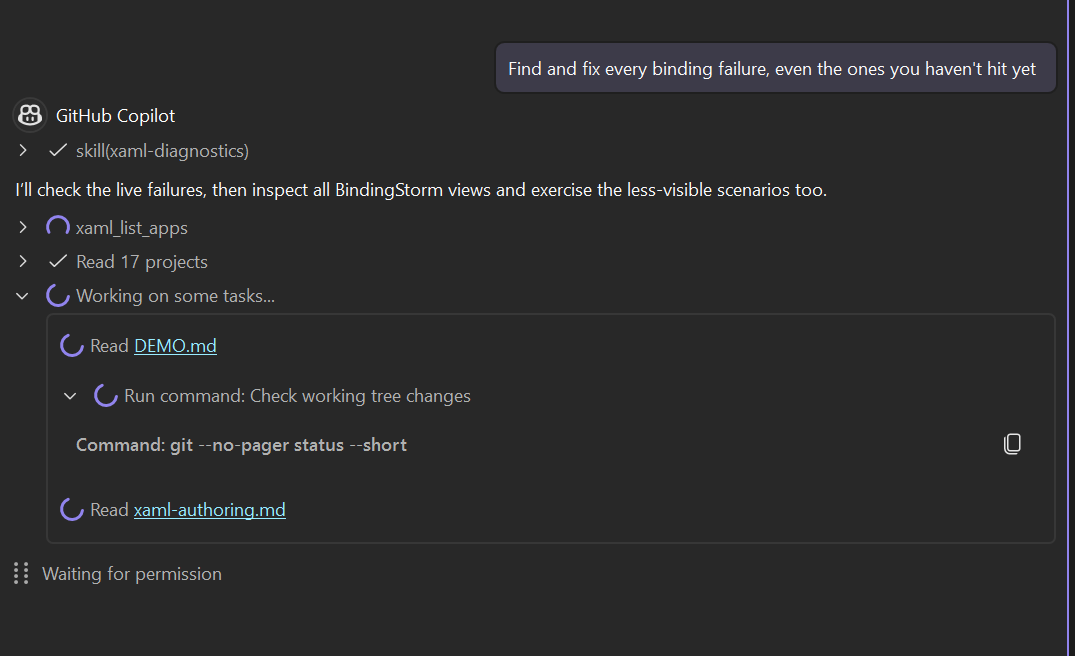 Find and fix every binding failure, even the ones you haven't hit yet
GitHub Copilot
skill(xaml-diagnostics)
I'll check the live failures, then inspect all BindingStorm views and exercise the less-visible scenarios too.
xaml_list_apps
Read 17 projects
Working on some tasks...
Read DEMO.md
Run command: Check working tree changes
Command: git --no-pager status --short
Read xaml-authoring.md
Waiting for permission